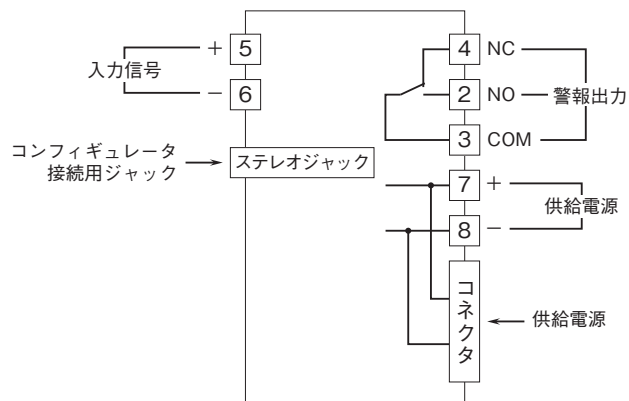 入力信号
+ 5
− 6
コンフィギュレータ
接続用ジャック
ステレオジャック
4 NC
2 NO
3 COM
警報出力
7 +
8 −
供給電源
コネクタ
供給電源